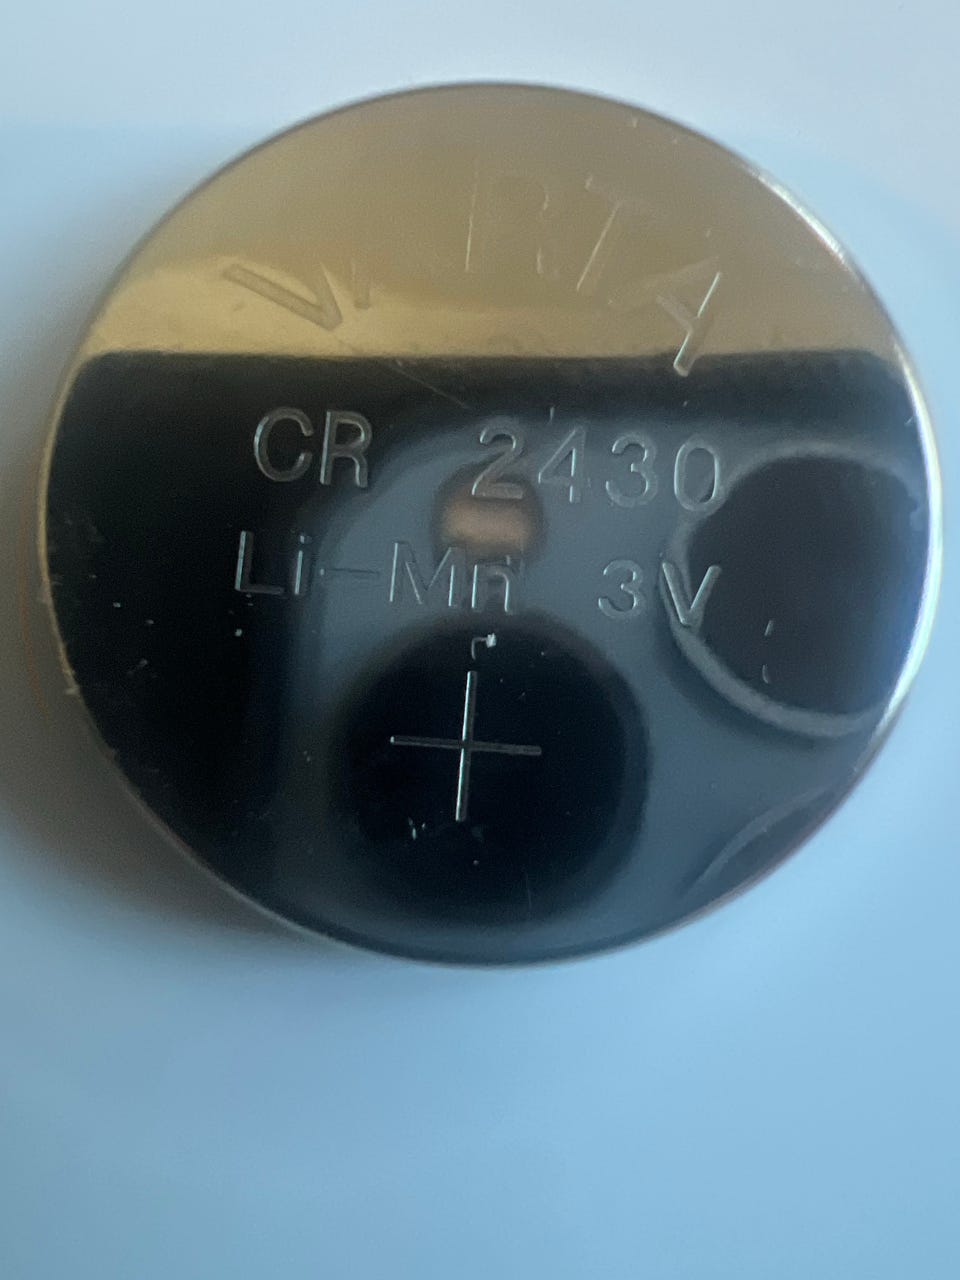 VARTA
CR 2430
Li-Mn 3V
+